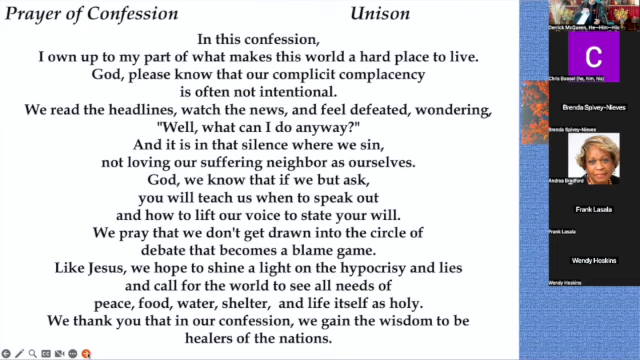 Prayer of Confession Unison
In this confession,
I own up to my part of what makes this world a hard place to live.
God, please know that our complicit complacency
is often not intentional.
We read the headlines, watch the news, and feel defeated, wondering,
"Well, what can I do anyway?"
And it is in that silence where we sin,
not loving our suffering neighbor as ourselves.
God, we know that if we but ask,
you will teach us when to speak out
and how to lift our voice to state your will.
We pray that we don't get drawn into the circle of
debate that becomes a blame game.
Like Jesus, we hope to shine a light on the hypocrisy and lies
and call for the world to see all needs of
peace, food, water, shelter, and life itself as holy.
We thank you that in our confession, we gain the wisdom to be
healers of the nations.
Derrick McQueen, He~Him~His
C
Chris Bossel (he, him, his)
Brenda Spivey-Nieves
Brenda Spivey-Nieves
Andrea Bradford
Frank Lasala
Frank Lasala
Wendy Hoskins
Wendy Hoskins